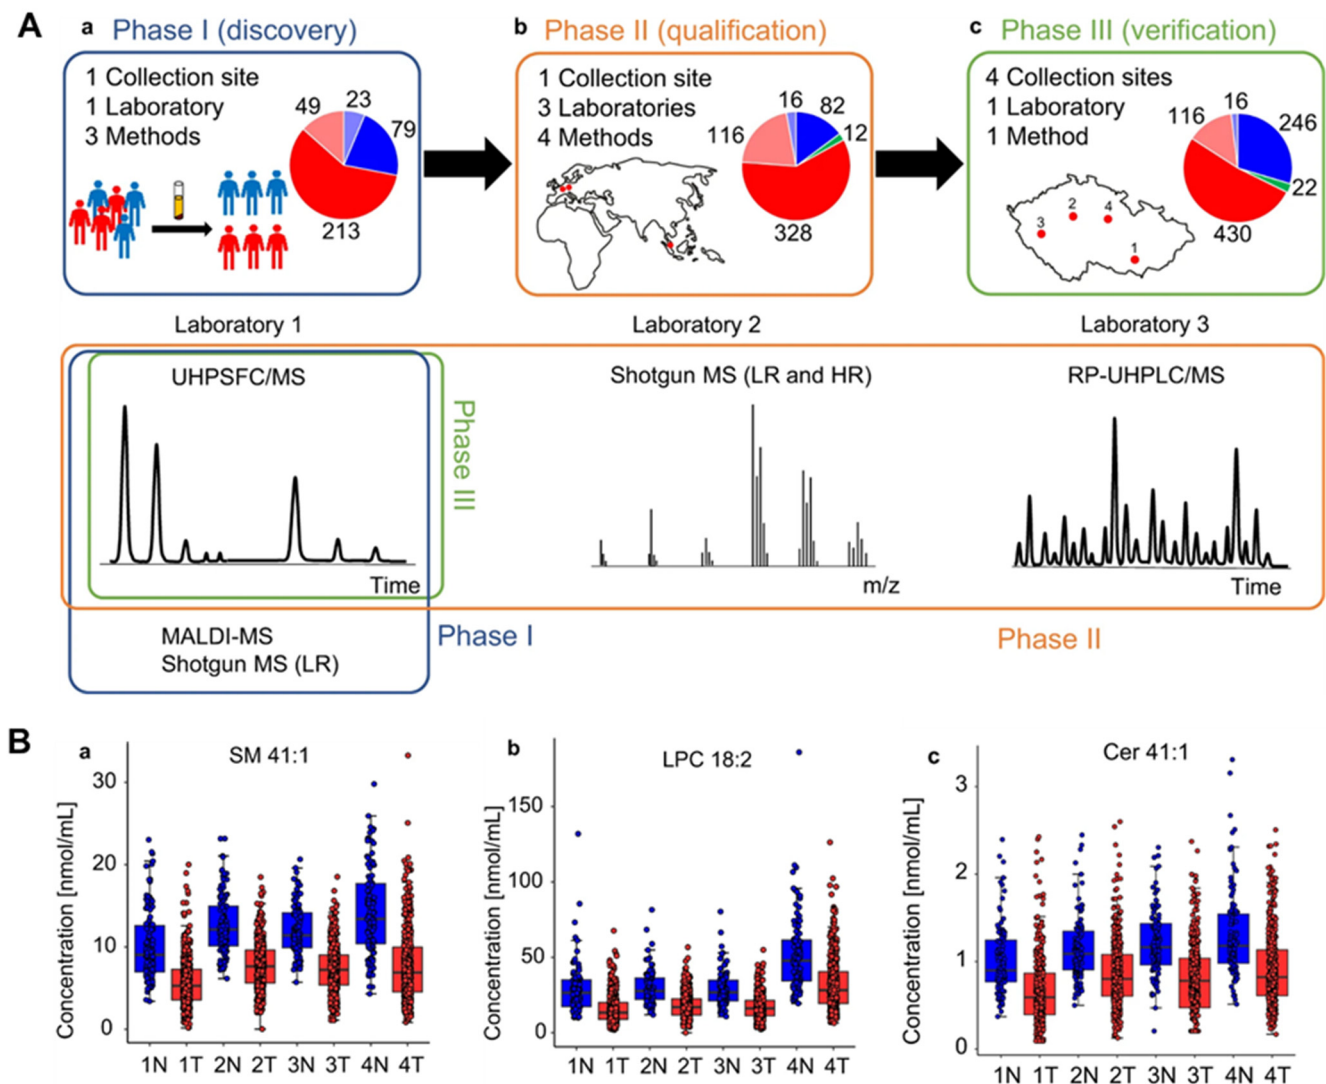 A
a Phase I (discovery)
1 Collection site
1 Laboratory
3 Methods
49
23
79
213
b Phase II (qualification)
1 Collection site
3 Laboratories
4 Methods
16
82
12
116
328
c Phase III (verification)
4 Collection sites
1 Laboratory
1 Method
16
116
246
22
430
2
4
3
1
Laboratory 1
Laboratory 2
Laboratory 3
UHPSFC/MS
Time
Phase III
Shotgun MS (LR and HR)
m/z
RP-UHPLC/MS
Time
MALDI-MS
Shotgun MS (LR)
Phase I
Phase II
B
a
SM 41:1
Concentration [nmol/mL]
30
20
10
0
1N 1T 2N 2T 3N 3T 4N 4T
b
LPC 18:2
Concentration [nmol/mL]
150
100
50
0
1N 1T 2N 2T 3N 3T 4N 4T
c
Cer 41:1
Concentration [nmol/mL]
3
2
1
0
1N 1T 2N 2T 3N 3T 4N 4T